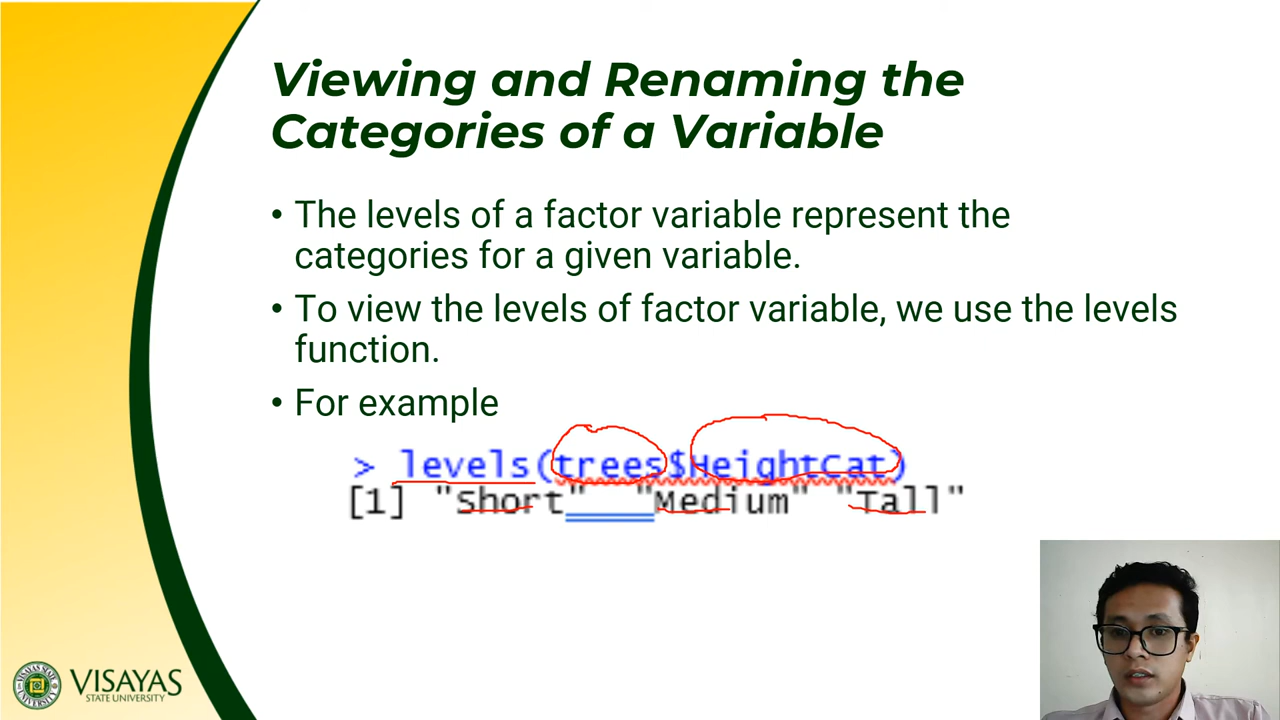 Viewing and Renaming the
Categories of a Variable
• The levels of a factor variable represent the
categories for a given variable.
• To view the levels of factor variable, we use the levels
function.
• For example
> levels(trees$HeightCat)
[1] "Short" "Medium" "Tall"
VISAYAS
STATE UNIVERSITY